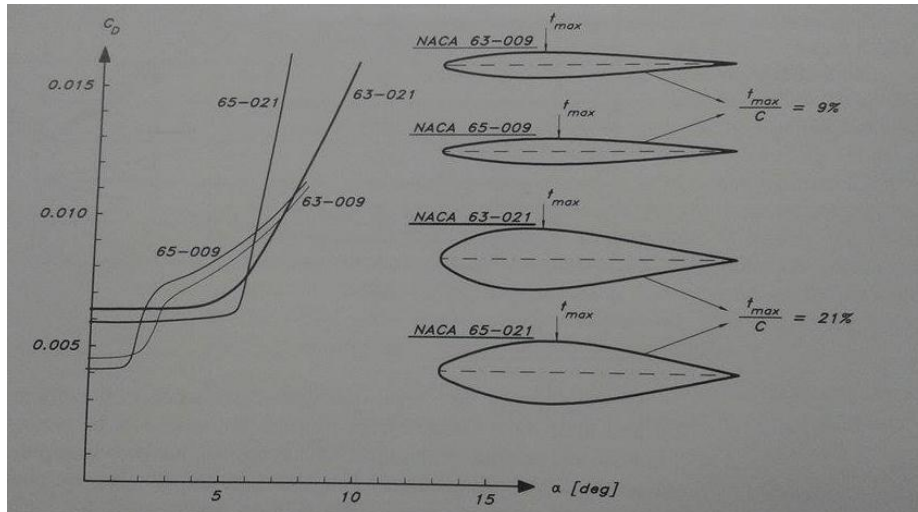 C_D
0.015
0.010
0.005
5
10
15
α [deg]
65-021
63-021
65-009
63-009
t_max
NACA 63-009
t_max/C = 9%
t_max
NACA 65-009
t_max
NACA 63-021
t_max/C = 21%
t_max
NACA 65-021